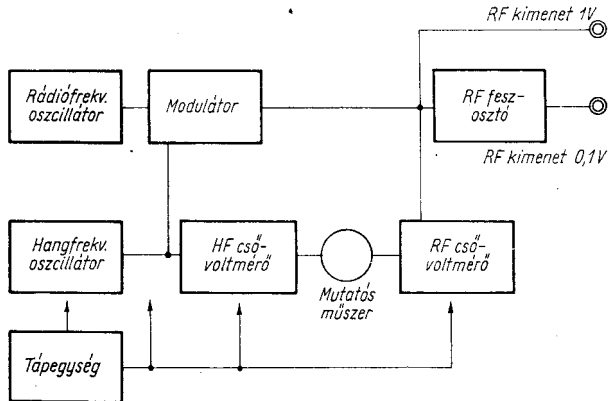 RF kimenet 1V
Rádiófrekv.
oszcillátor
Modulátor
RF fesz-
osztó
RF kimenet 0,1V
Hangfrekv.
oszcillátor
HF cső-
voltmérő
Mutatós
műszer
RF cső-
voltmérő
Tápegység